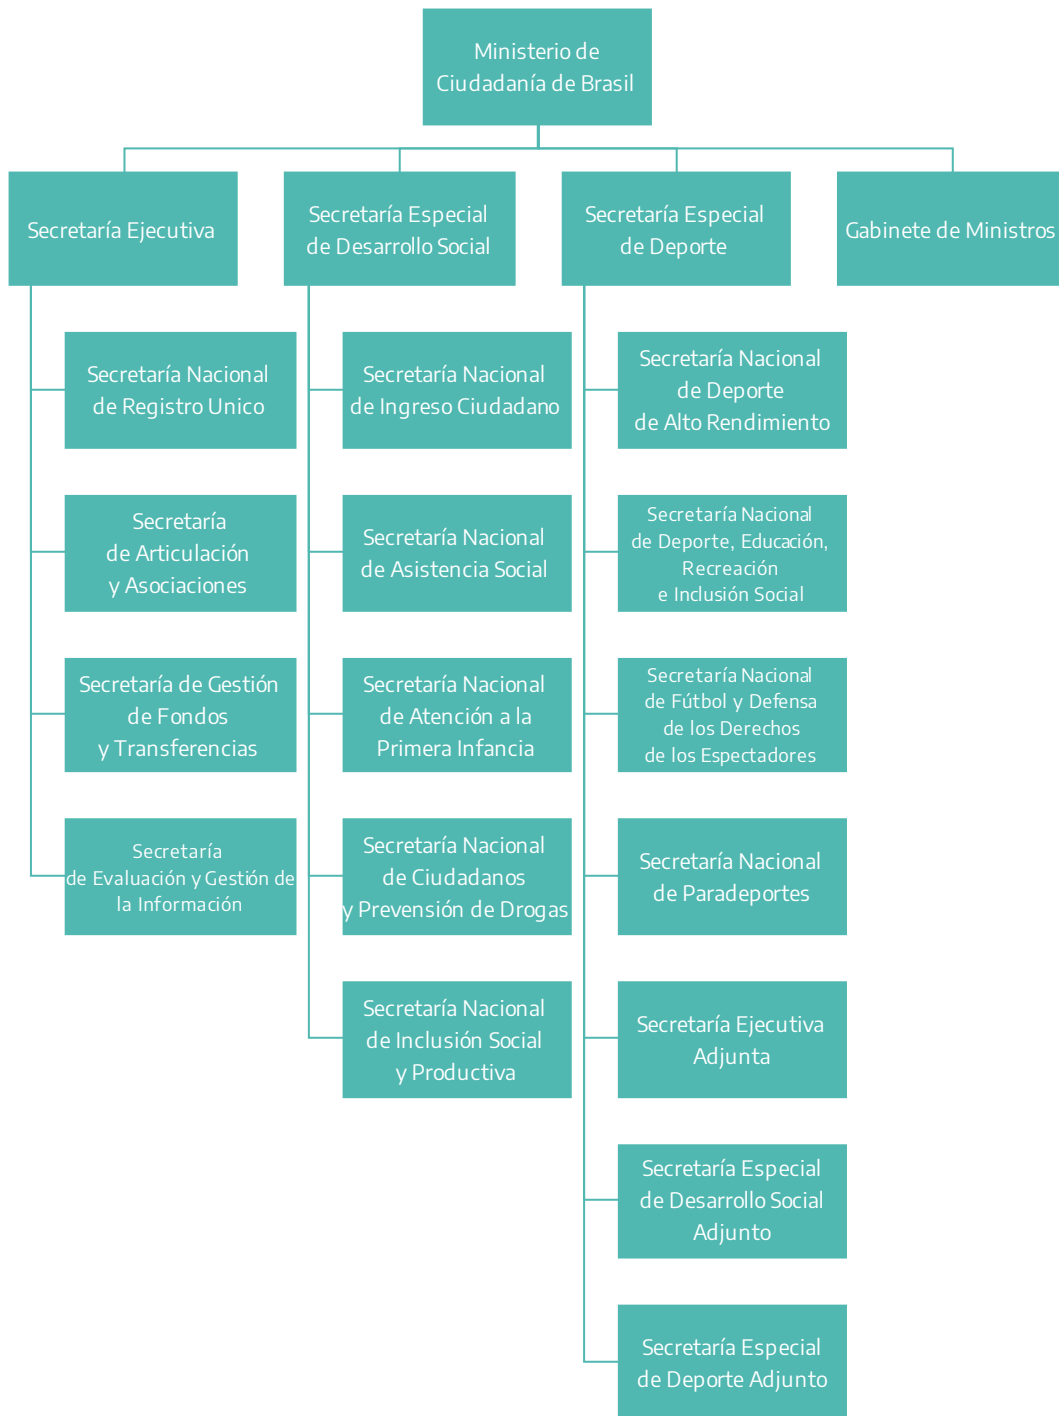 Ministerio de
Ciudadanía de Brasil
Secretaría Ejecutiva
Secretaría Especial
de Desarrollo Social
Secretaría Especial
de Deporte
Gabinete de Ministros
Secretaría Nacional
de Registro Unico
Secretaría
de Articulación
y Asociaciones
Secretaría de Gestión
de Fondos
y Transferencias
Secretaría
de Evaluación y Gestión de
la Información
Secretaría Nacional
de Ingreso Ciudadano
Secretaría Nacional
de Asistencia Social
Secretaría Nacional
de Atención a la
Primera Infancia
Secretaría Nacional
de Ciudadanos
y Prevensión de Drogas
Secretaría Nacional
de Inclusión Social
y Productiva
Secretaría Nacional
de Deporte
de Alto Rendimiento
Secretaría Nacional
de Deporte, Educación,
Recreación
e Inclusión Social
Secretaría Nacional
de Fútbol y Defensa
de los Derechos
de los Espectadores
Secretaría Nacional
de Paradeportes
Secretaría Ejecutiva
Adjunta
Secretaría Especial
de Desarrollo Social
Adjunto
Secretaría Especial
de Deporte Adjunto